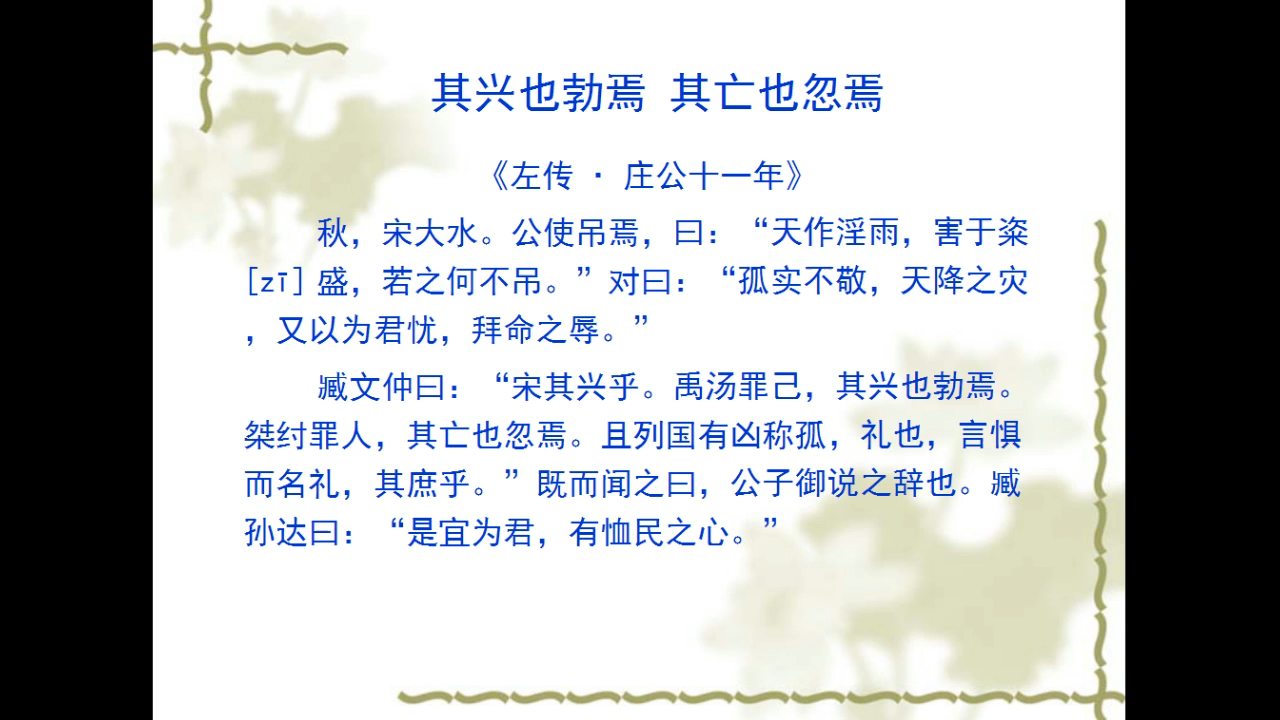 其兴也勃焉 其亡也忽焉
《左传 · 庄公十一年》
秋，宋大水。公使吊焉，曰：“天作淫雨，害于粢
[zī]盛，若之何不吊。”对曰：“孤实不敬，天降之灾
，又以为君忧，拜命之辱。”
臧文仲曰：“宋其兴乎。禹汤罪己，其兴也勃焉。
桀纣罪人，其亡也忽焉。且列国有凶称孤，礼也，言惧
而名礼，其庶乎。”既而闻之曰，公子御说之辞也。臧
孙达曰：“是宜为君，有恤民之心。”